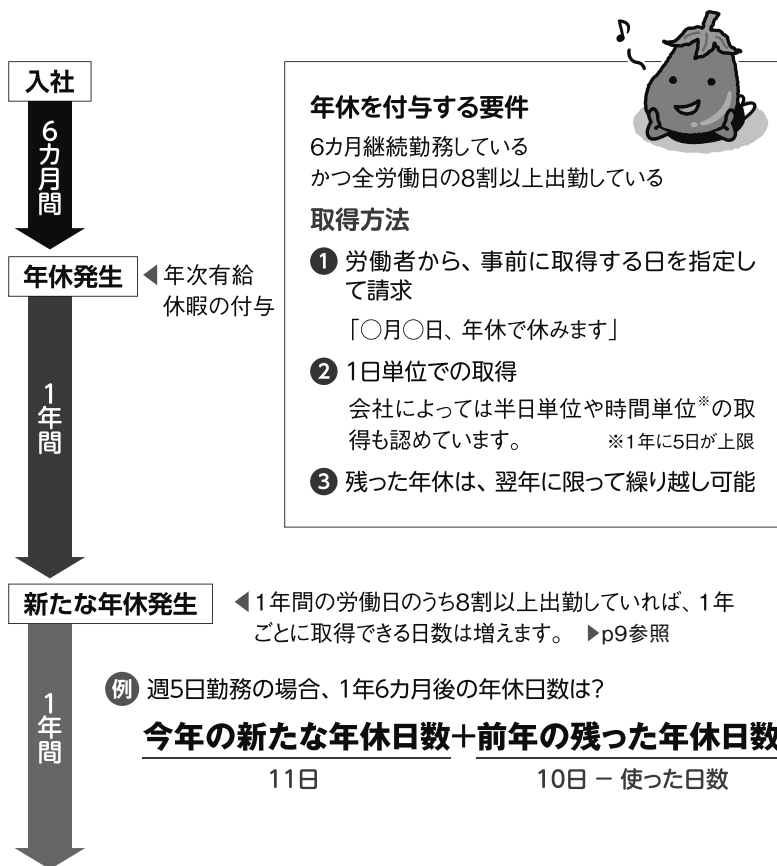 入社
6カ月間
年休発生
◀年次有給
休暇の付与
年休を付与する要件
6カ月継続勤務している
かつ全労働日の8割以上出勤している
取得方法
❶ 労働者から、事前に取得する日を指定し
て請求
「○月○日、年休で休みます」
❷ 1日単位での取得
会社によっては半日単位や時間単位※の取
得も認めています。 ※1年に5日が上限
❸ 残った年休は、翌年に限って繰り越し可能
1年間
新たな年休発生
◀1年間の労働日のうち8割以上出勤していれば、1年
ごとに取得できる日数は増えます。 ▶p9参照
1年間
例 週5日勤務の場合、1年6カ月後の年休日数は?
今年の新たな年休日数+前年の残った年休日数
11日 10日 − 使った日数